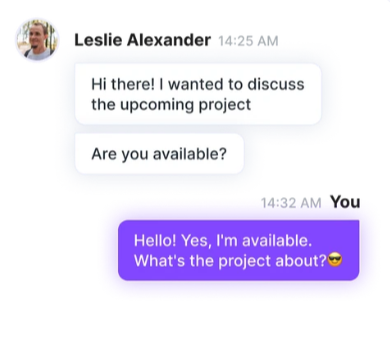 Leslie Alexander 14:25 AM
Hi there! I wanted to discuss
the upcoming project
Are you available?
14:32 AM You
Hello! Yes, I'm available.
What's the project about?😎